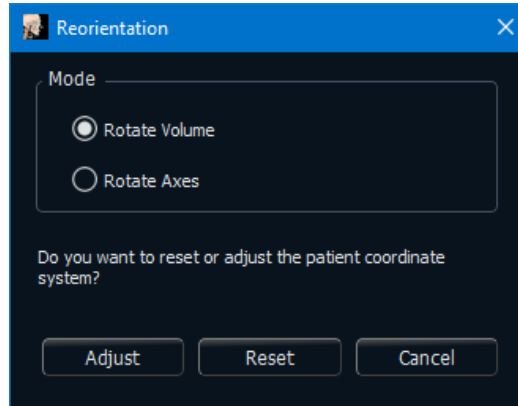 Reorientation
Mode
Rotate Volume
Rotate Axes
Do you want to reset or adjust the patient coordinate
system?
Adjust Reset Cancel